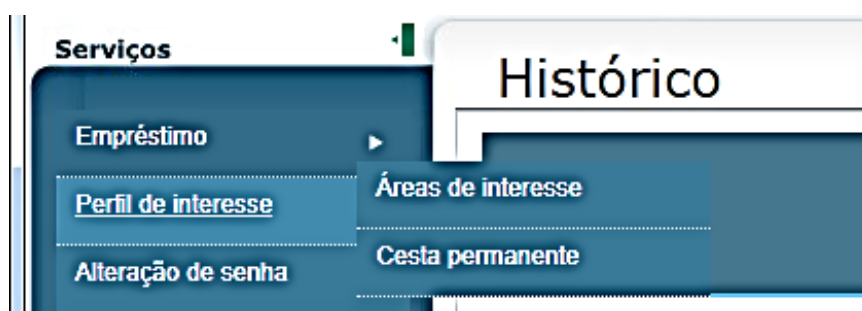 Serviços
Histórico
Empréstimo
Perfil de interesse
Áreas de interesse
Cesta permanente
Alteração de senha